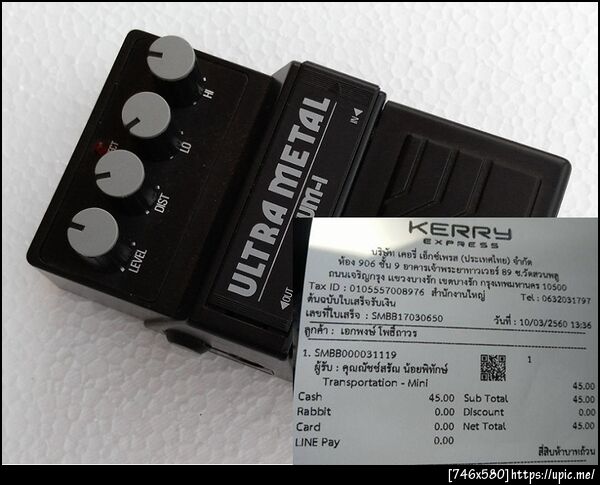 HI
LO
DIST
LEVEL
ULTRA METAL
UM-1
IN
OUT
KERRY
EXPRESS
บริษัท เคอรี่ เอ็กซ์เพรส (ประเทศไทย) จำกัด
ห้อง 906 ชั้น 9 อาคารเจ้าพระยาทาวเวอร์ 89 ซ.วัดสวนพลู
ถนนเจริญกรุง แขวงบางรัก เขตบางรัก กรุงเทพมหานคร 10500
Tax ID : 0105557008976 สำนักงานใหญ่ Tel : 0632031797
ต้นฉบับใบเสร็จรับเงิน
เลขที่ใบเสร็จ : SMBB17030650 วันที่ : 10/03/2560 13:36
ลูกค้า : เอกพงษ์ โพธิ์ถาวร
1. SMBB000031119 1
ผู้รับ : คุณณัชช์สรัณ น้อยพิทักษ์
Transportation - Mini 45.00
Cash 45.00 Sub Total 45.00
Rabbit 0.00 Discount 0.00
Card 0.00 Net Total 45.00
LINE Pay 0.00
สี่สิบห้าบาทถ้วน
[746x580]https://upic.me/